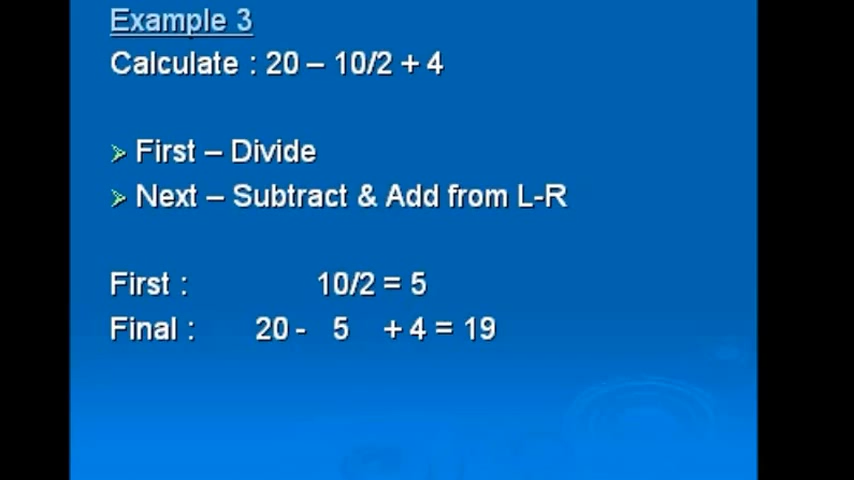 Example 3
Calculate : 20 – 10/2 + 4
First – Divide
Next – Subtract & Add from L-R
First : 10/2 = 5
Final : 20 - 5 + 4 = 19